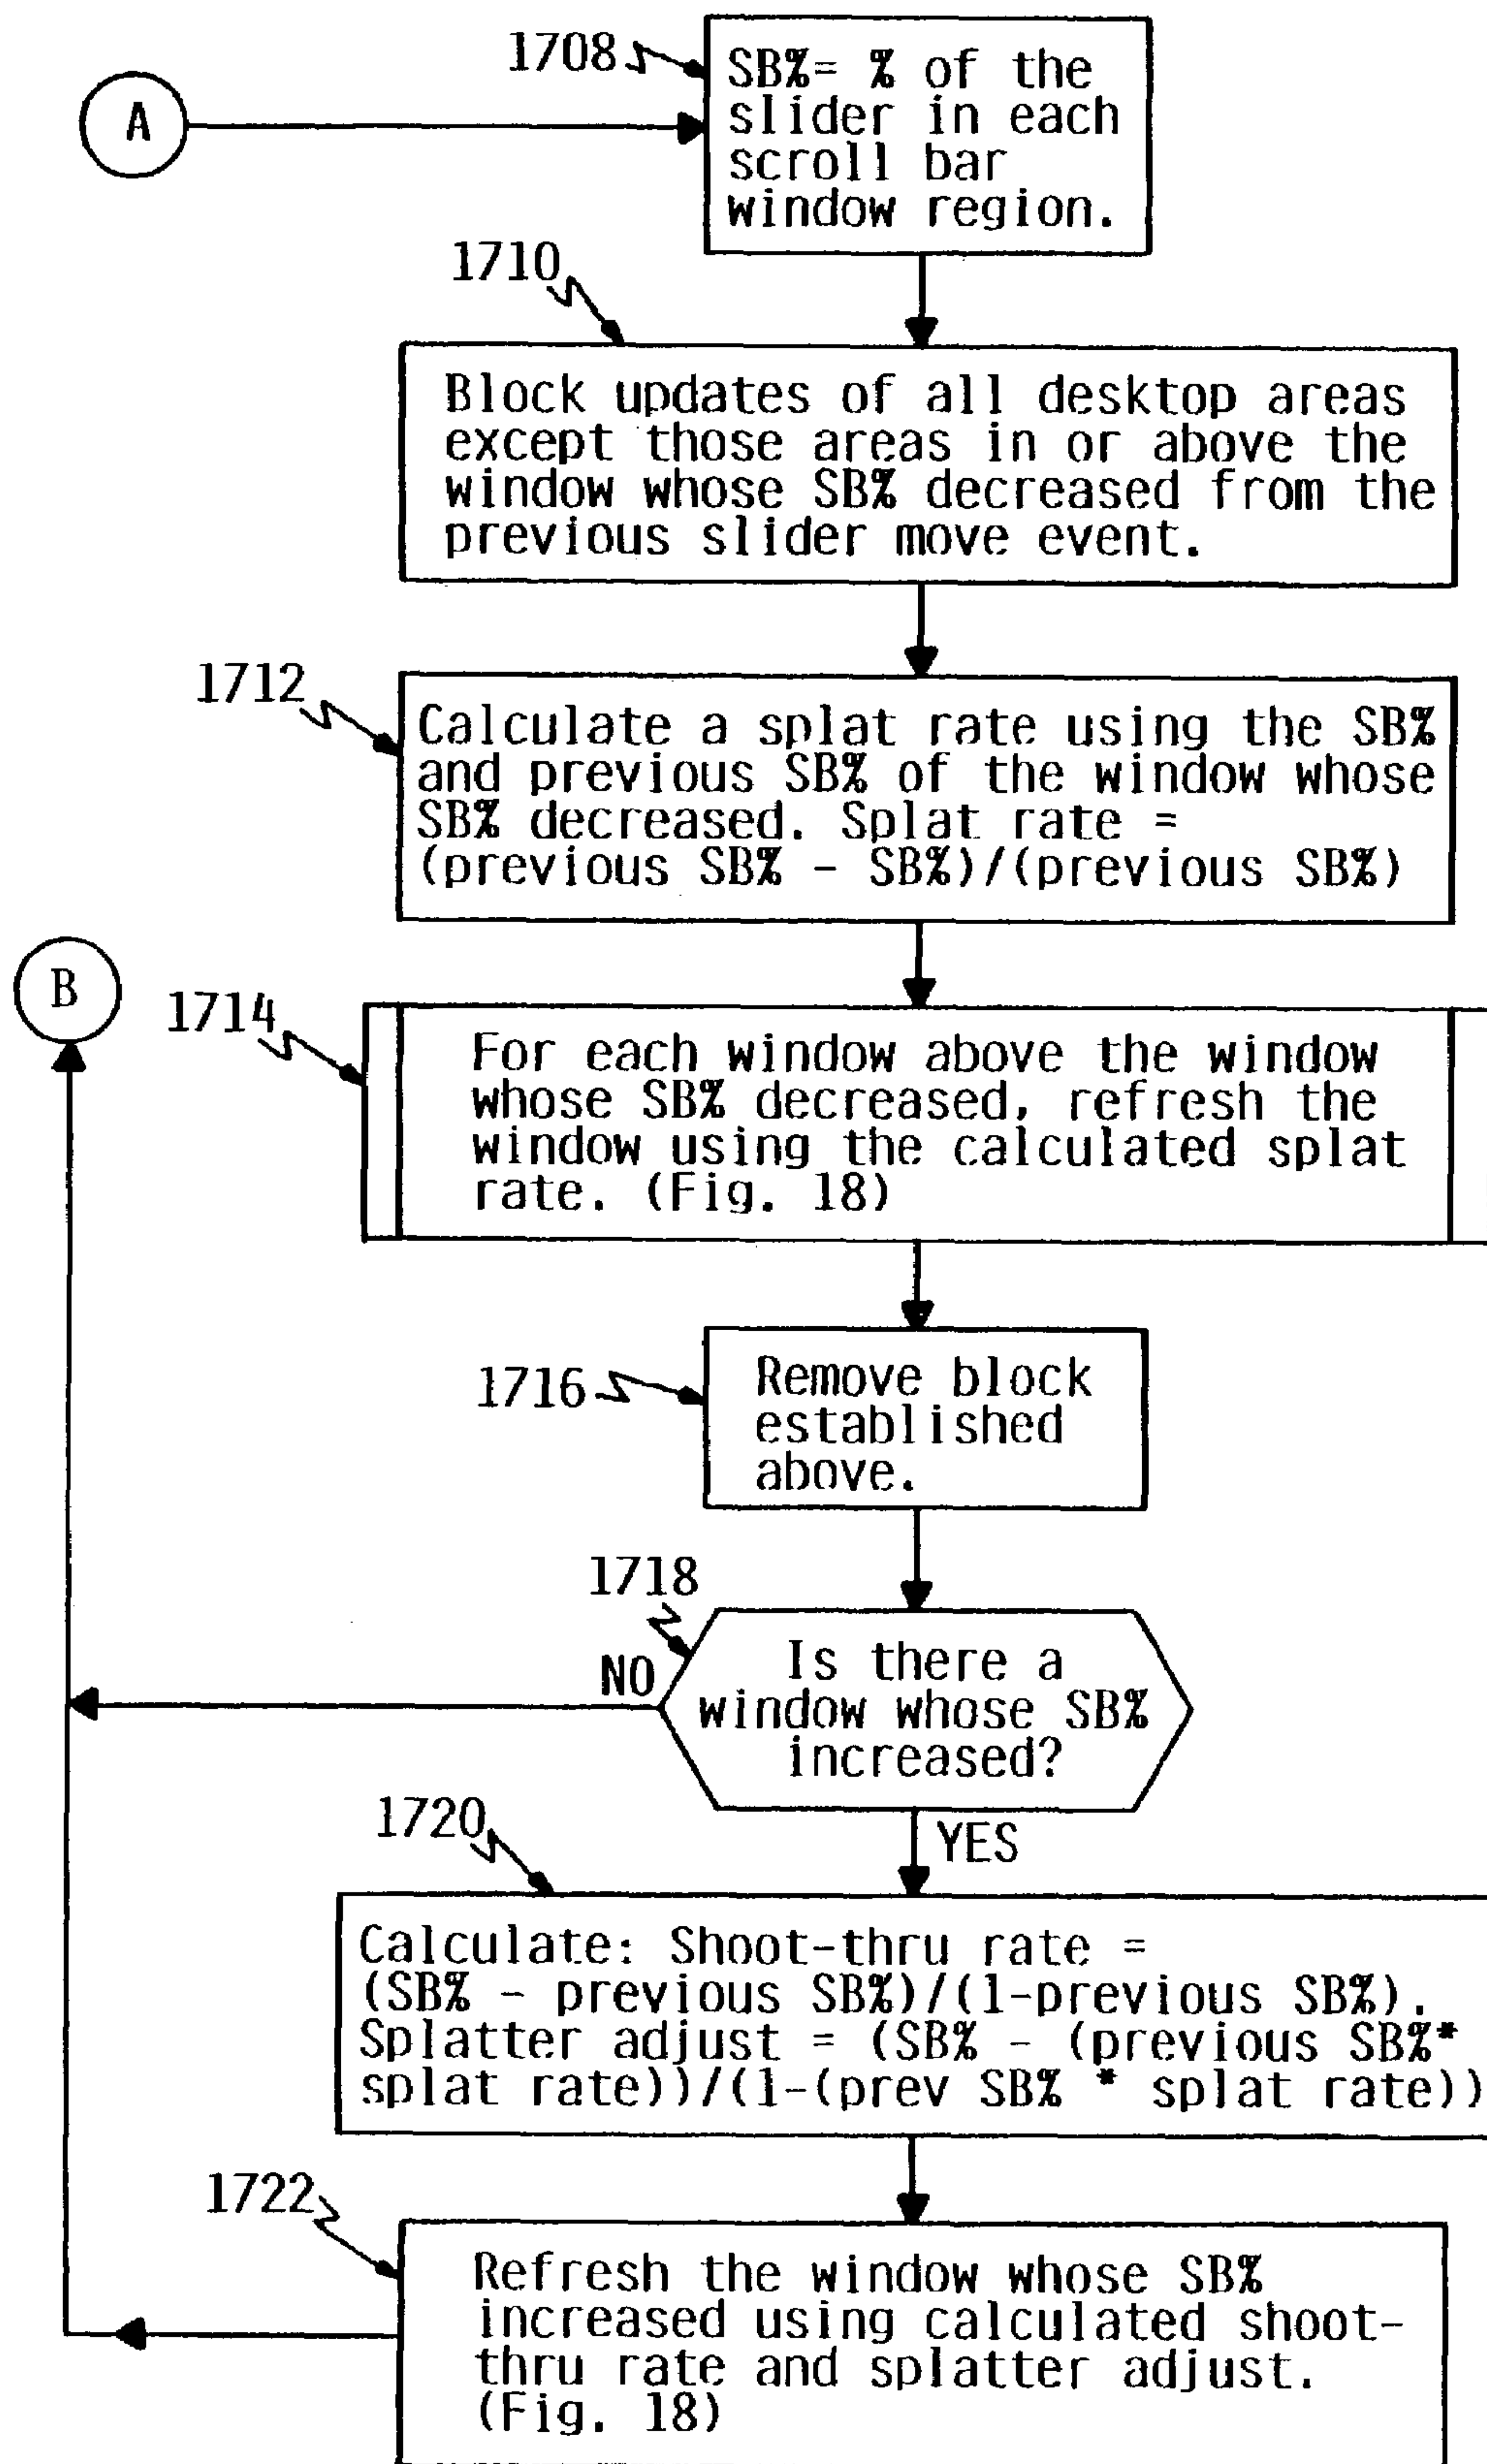 1708
A
SB%= % of the
slider in each
scroll bar
window region.
1710
Block updates of all desktop areas
except those areas in or above the
window whose SB% decreased from the
previous slider move event.
1712
Calculate a splat rate using the SB%
and previous SB% of the window whose
SB% decreased. Splat rate =
(previous SB% - SB%)/(previous SB%)
B
1714
For each window above the window
whose SB% decreased, refresh the
window using the calculated splat
rate. (Fig. 18)
1716
Remove block
established
above.
1718
NO
Is there a
window whose SB%
increased?
1720
YES
Calculate: Shoot-thru rate =
(SB% - previous SB%)/(1-previous SB%).
Splatter adjust = (SB% - (previous SB%*
splat rate))/(1-(prev SB% * splat rate))
1722
Refresh the window whose SB%
increased using calculated shoot-
thru rate and splatter adjust.
(Fig. 18)